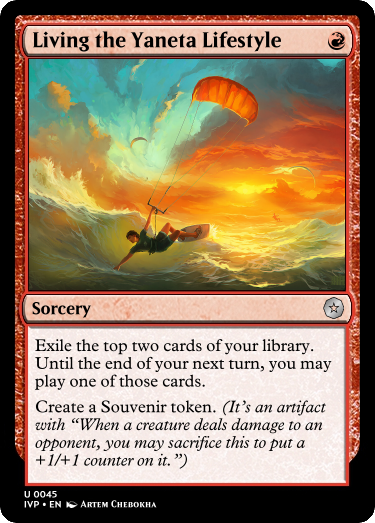 Living the Yaneta Lifestyle
Sorcery
Exile the top two cards of your library.
Until the end of your next turn, you may
play one of those cards.
Create a Souvenir token. (It's an artifact
with “When a creature deals damage to an
opponent, you may sacrifice this to put a
+1/+1 counter on it.”)
U 0045
IVP • EN Artem Chebokha